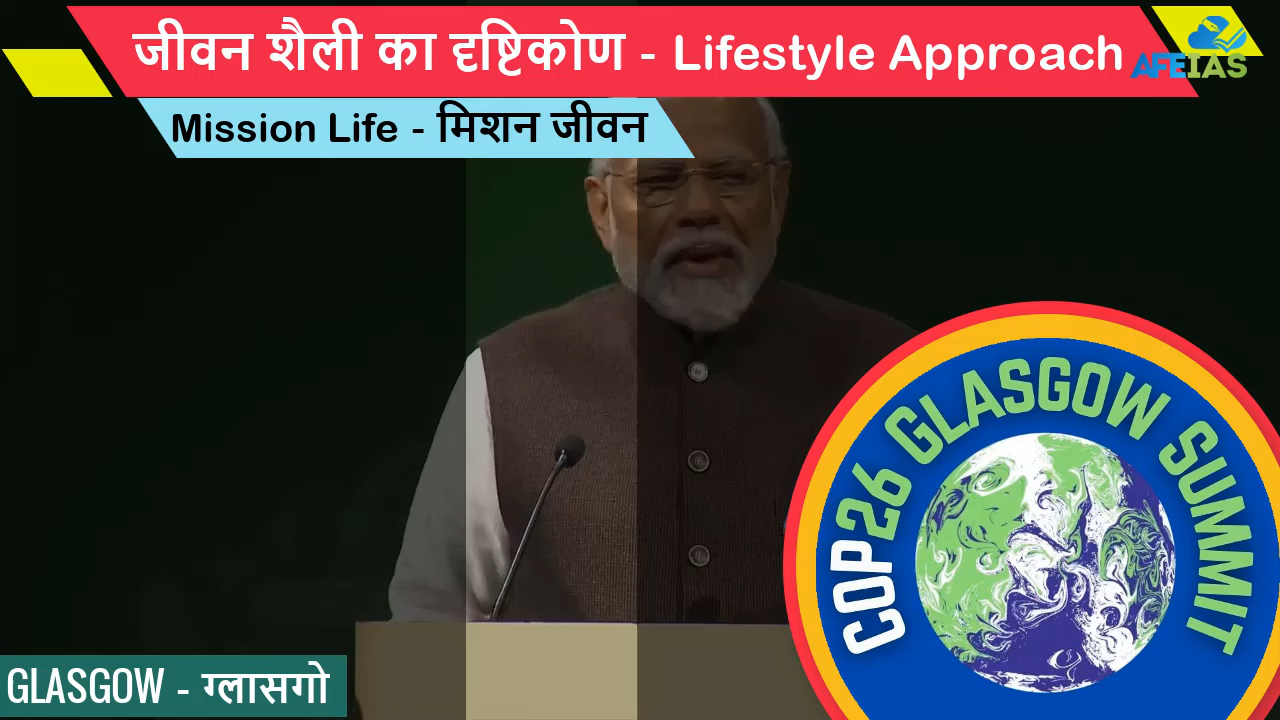 जीवन शैली का दृष्टिकोण - Lifestyle Approach
AFEIAS
Mission Life - मिशन जीवन
COP26 GLASGOW SUMMIT
GLASGOW - ग्लासगो